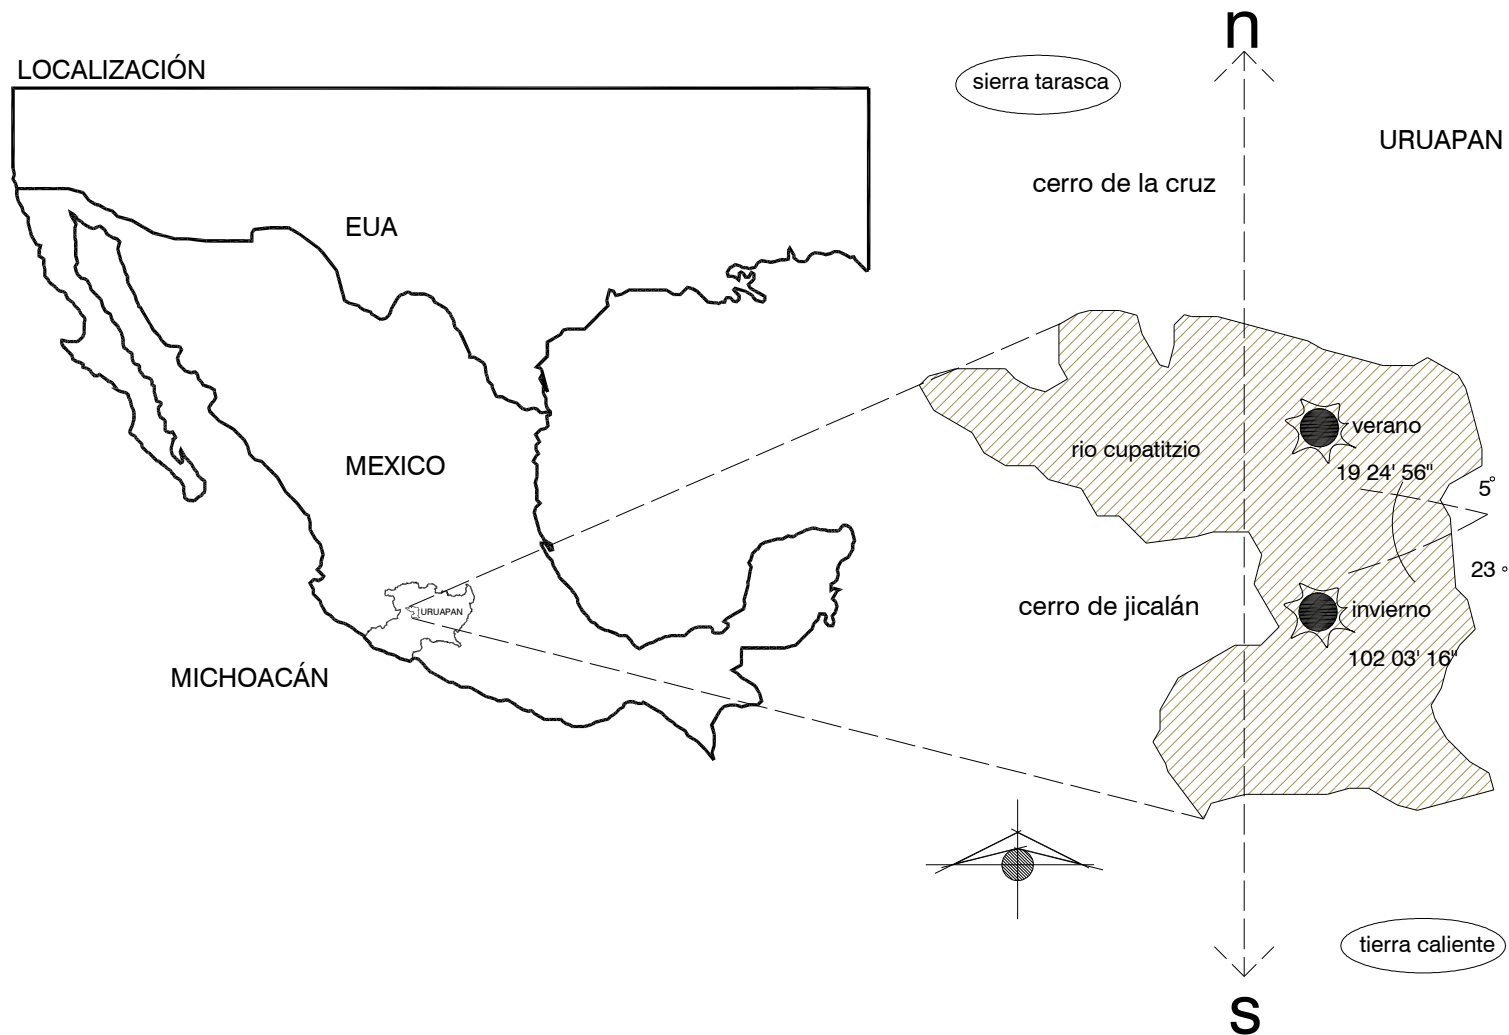 LOCALIZACIÓN
EUA
MEXICO
URUAPAN
MICHOACÁN
n
sierra tarasca
URUAPAN
cerro de la cruz
verano
rio cupatitzio
19 24' 56"
5°
23 °
cerro de jicalán
invierno
102 03' 16"
tierra caliente
s